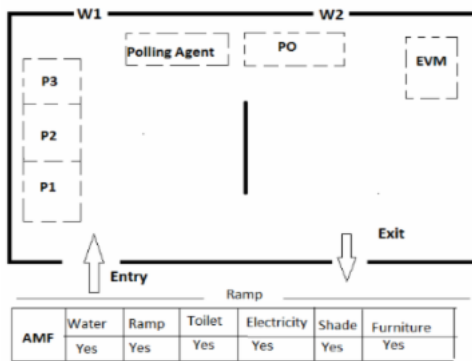 W1 W2
Polling Agent
PO
EVM
P3
P2
P1
Entry
Exit
Ramp
AMF Water Ramp Toilet Electricity Shade Furniture
Yes Yes Yes Yes Yes Yes